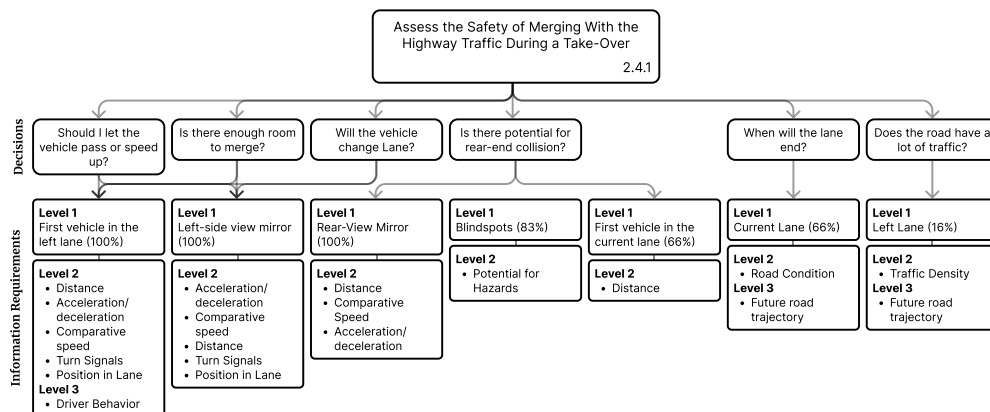 Assess the Safety of Merging With the
Highway Traffic During a Take-Over
2.4.1
Decisions
Should I let the
vehicle pass or speed
up?
Is there enough room
to merge?
Will the vehicle
change Lane?
Is there potential for
rear-end collision?
When will the lane
end?
Does the road have a
lot of traffic?
Information Requirements
Level 1
First vehicle in the
left lane (100%)
Level 2
• Distance
• Acceleration/
deceleration
• Comparative
speed
• Turn Signals
• Position in Lane
Level 3
• Driver Behavior
Level 1
Left-side view mirror
(100%)
Level 2
• Acceleration/
deceleration
• Comparative
speed
• Distance
• Turn Signals
• Position in Lane
Level 1
Rear-View Mirror
(100%)
Level 2
• Distance
• Comparative
Speed
• Acceleration/
deceleration
Level 1
Blindspots (83%)
Level 2
• Potential for
Hazards
Level 1
First vehicle in the
current lane (66%)
Level 2
• Distance
Level 1
Current Lane (66%)
Level 2
• Road Condition
Level 3
• Future road
trajectory
Level 1
Left Lane (16%)
Level 2
• Traffic Density
Level 3
• Future road
trajectory